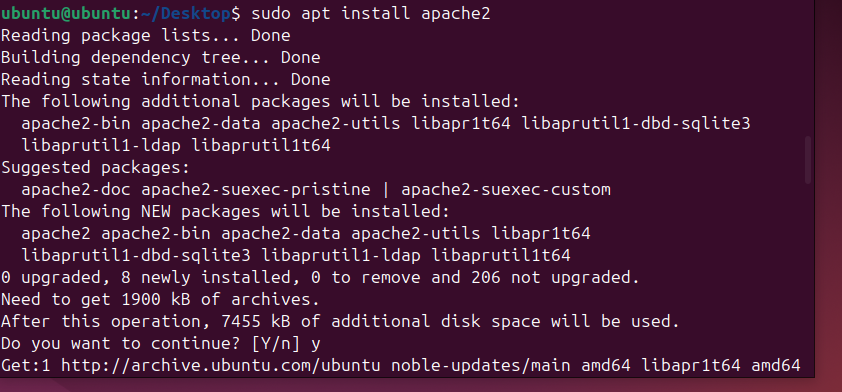 ubuntu@ubuntu:~/Desktop$ sudo apt install apache2
Reading package lists... Done
Building dependency tree... Done
Reading state information... Done
The following additional packages will be installed:
  apache2-bin apache2-data apache2-utils libapr1t64 libaprutil1-dbd-sqlite3
  libaprutil1-ldap libaprutil1t64
Suggested packages:
  apache2-doc apache2-suexec-pristine | apache2-suexec-custom
The following NEW packages will be installed:
  apache2 apache2-bin apache2-data apache2-utils libapr1t64
  libaprutil1-dbd-sqlite3 libaprutil1-ldap libaprutil1t64
0 upgraded, 8 newly installed, 0 to remove and 206 not upgraded.
Need to get 1900 kB of archives.
After this operation, 7455 kB of additional disk space will be used.
Do you want to continue? [Y/n] y
Get:1 http://archive.ubuntu.com/ubuntu noble-updates/main amd64 libapr1t64 amd64